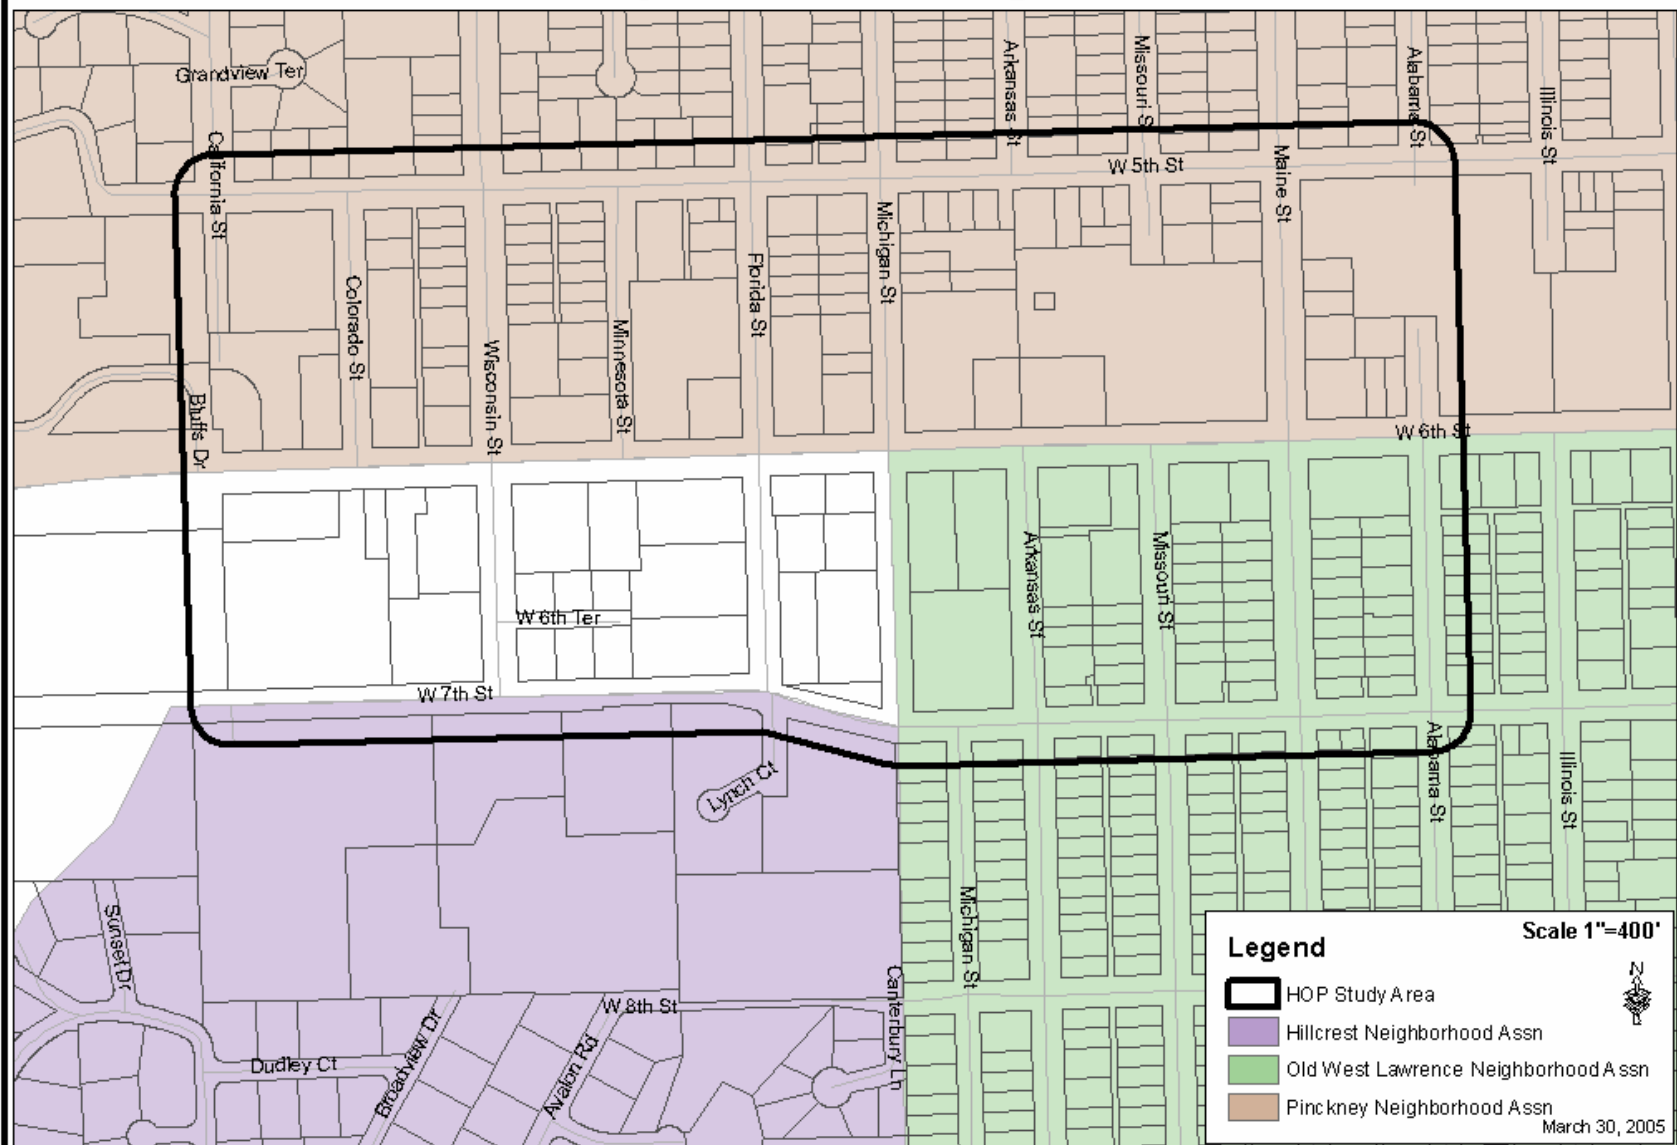 Grandview Ter
California St
Arkansas St
Missouri St
Alabama St
Illinois St
W 5th St
Maine St
Michigan St
Florida St
Colorado St
Minnesota St
Wisconsin St
Bluffs Dr
W 6th St
Arkansas St
Missouri St
W 6th Ter
W 7th St
Alabama St
Illinois St
Lynch Ct
Sunset Dr
Michigan St
Canterbury Ln
W 8th St
Broadview Dr
Avalon Rd
Dudley Ct
Scale 1"=400'
Legend
N
HOP Study Area
Hillcrest Neighborhood Assn
Old West Lawrence Neighborhood Assn
Pinckney Neighborhood Assn
March 30, 2005